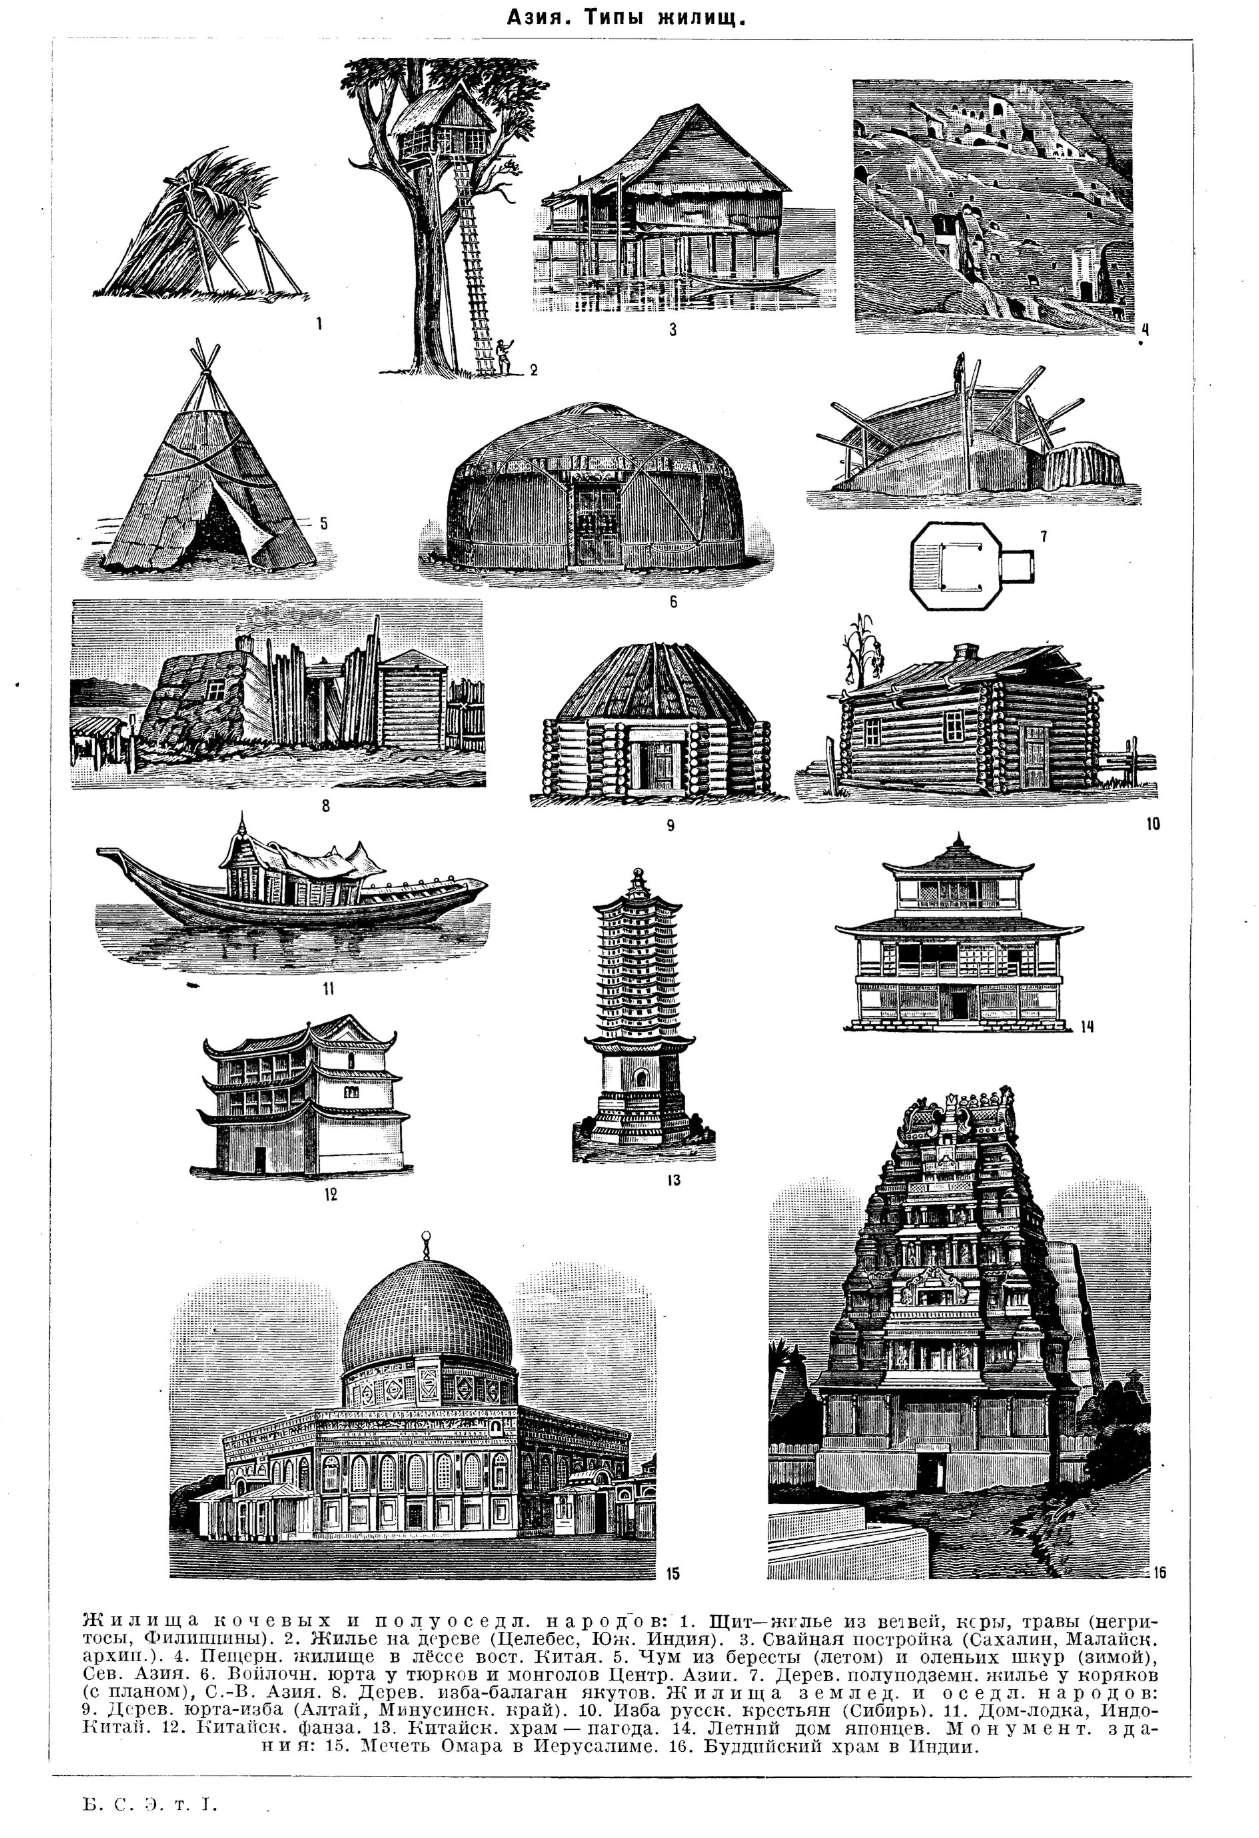 Азия. Типы жилищ.
1
2
3
4
5
6
7
8
9
10
11
12
13
14
15
16
Жилища кочевых и полуоседл. народов: 1. Щит—жилье из ветвей, коры, травы (негри-
тосы, Филиппины). 2. Жилье на дереве (Целебес, Юж. Индия). 3. Свайная постройка (Сахалин, Малайск.
архип.). 4. Пещерн. жилище в лёссе вост. Китая. 5. Чум из бересты (летом) и оленьих шкур (зимой),
Сев. Азия. 6. Войлочн. юрта у тюрков и монголов Центр. Азии. 7. Дерев. полуподземн. жилье у коряков
(с планом), С.-В. Азия. 8. Дерев. изба-балаган якутов. Жилища землед. и оседл. народов:
9. Дерев. юрта-изба (Алтай, Минусинск. край). 10. Изба русск. крестьян (Сибирь). 11. Дом-лодка, Индо-
Китай. 12. Китайск. фанза. 13. Китайск. храм — пагода. 14. Летний дом японцев. Монумент. зда-
ния: 15. Мечеть Омара в Иерусалиме. 16. Буддийский храм в Индии.
Б. С. Э. т. I.